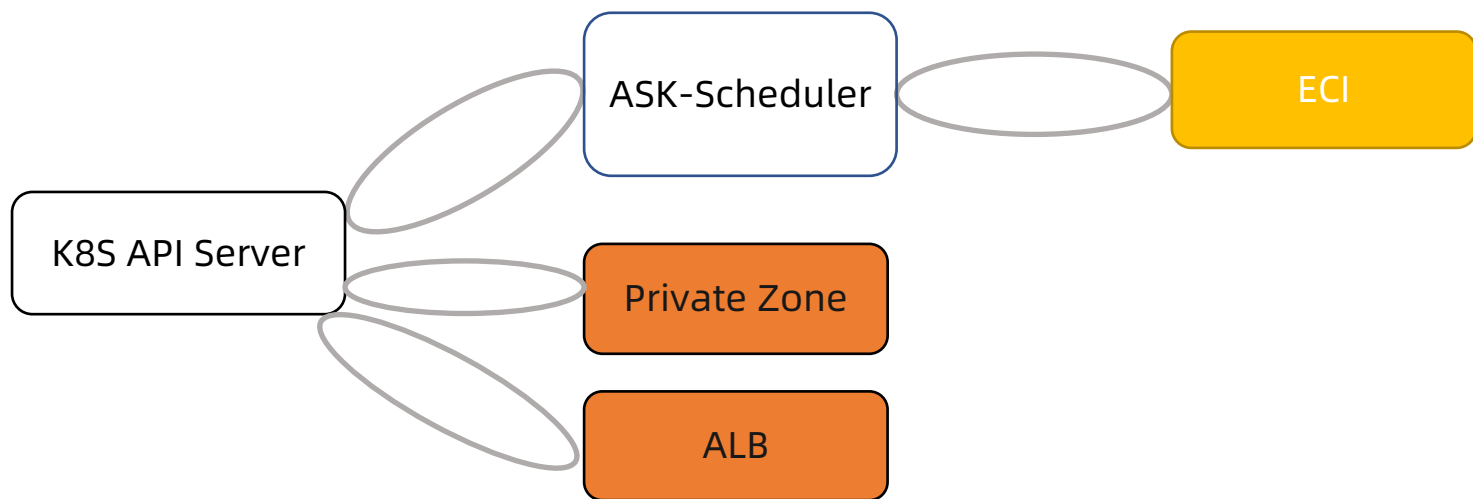 ASK-Scheduler
ECI
K8S API Server
Private Zone
ALB